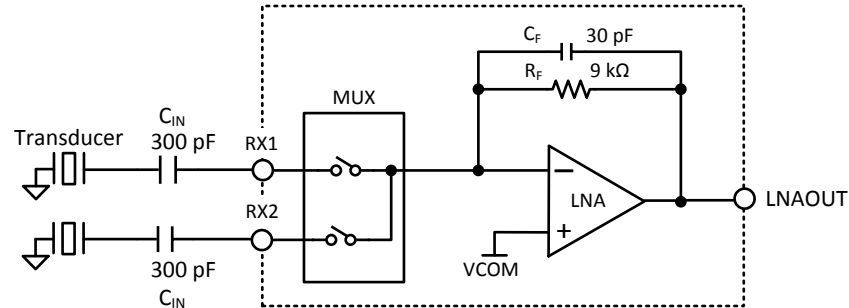 C_F 30 pF
R_F 9 kΩ
MUX
C_IN
300 pF
Transducer
RX1
LNA
LNAOUT
RX2
VCOM
300 pF
C_IN